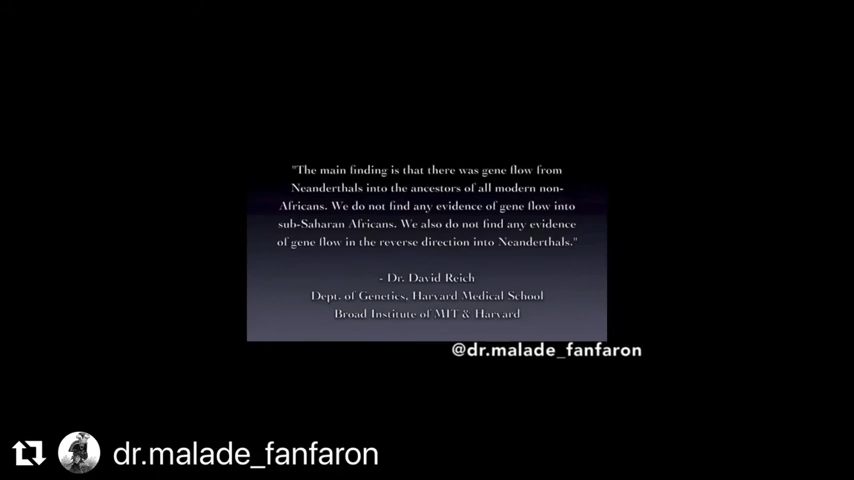 "The main finding is that there was gene flow from
Neanderthals into the ancestors of all modern non-
Africans. We do not find any evidence of gene flow into
sub-Saharan Africans. We also do not find any evidence
of gene flow in the reverse direction into Neanderthals."
- Dr. David Reich
Dept. of Genetics, Harvard Medical School
Broad Institute of MIT & Harvard
@dr.malade_fanfaron
dr.malade_fanfaron